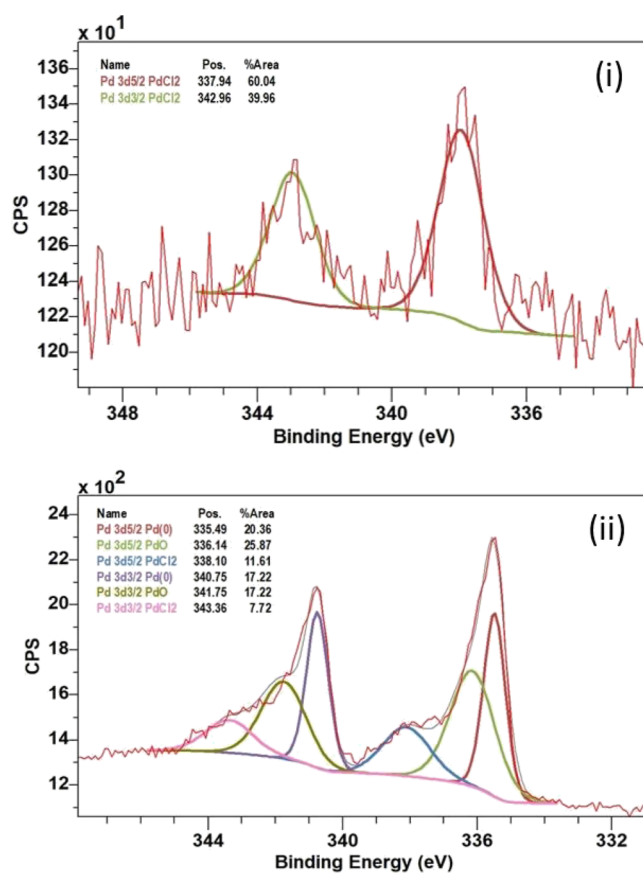 x 10^1
(i)
Name Pos. %Area
Pd 3d5/2 PdCl2 337.94 60.04
Pd 3d3/2 PdCl2 342.96 39.96
136
134
130
126
124
122
120
CPS
348 344 340 336
Binding Energy (eV)
x 10^2
(ii)
Name Pos. %Area
Pd 3d5/2 Pd(0) 335.49 20.36
Pd 3d5/2 PdO 336.14 25.87
Pd 3d5/2 PdCl2 338.10 11.61
Pd 3d3/2 Pd(0) 340.75 17.22
Pd 3d3/2 PdO 341.75 17.22
Pd 3d3/2 PdCl2 343.36 7.72
24
22
20
16
14
12
CPS
344 340 336 332
Binding Energy (eV)